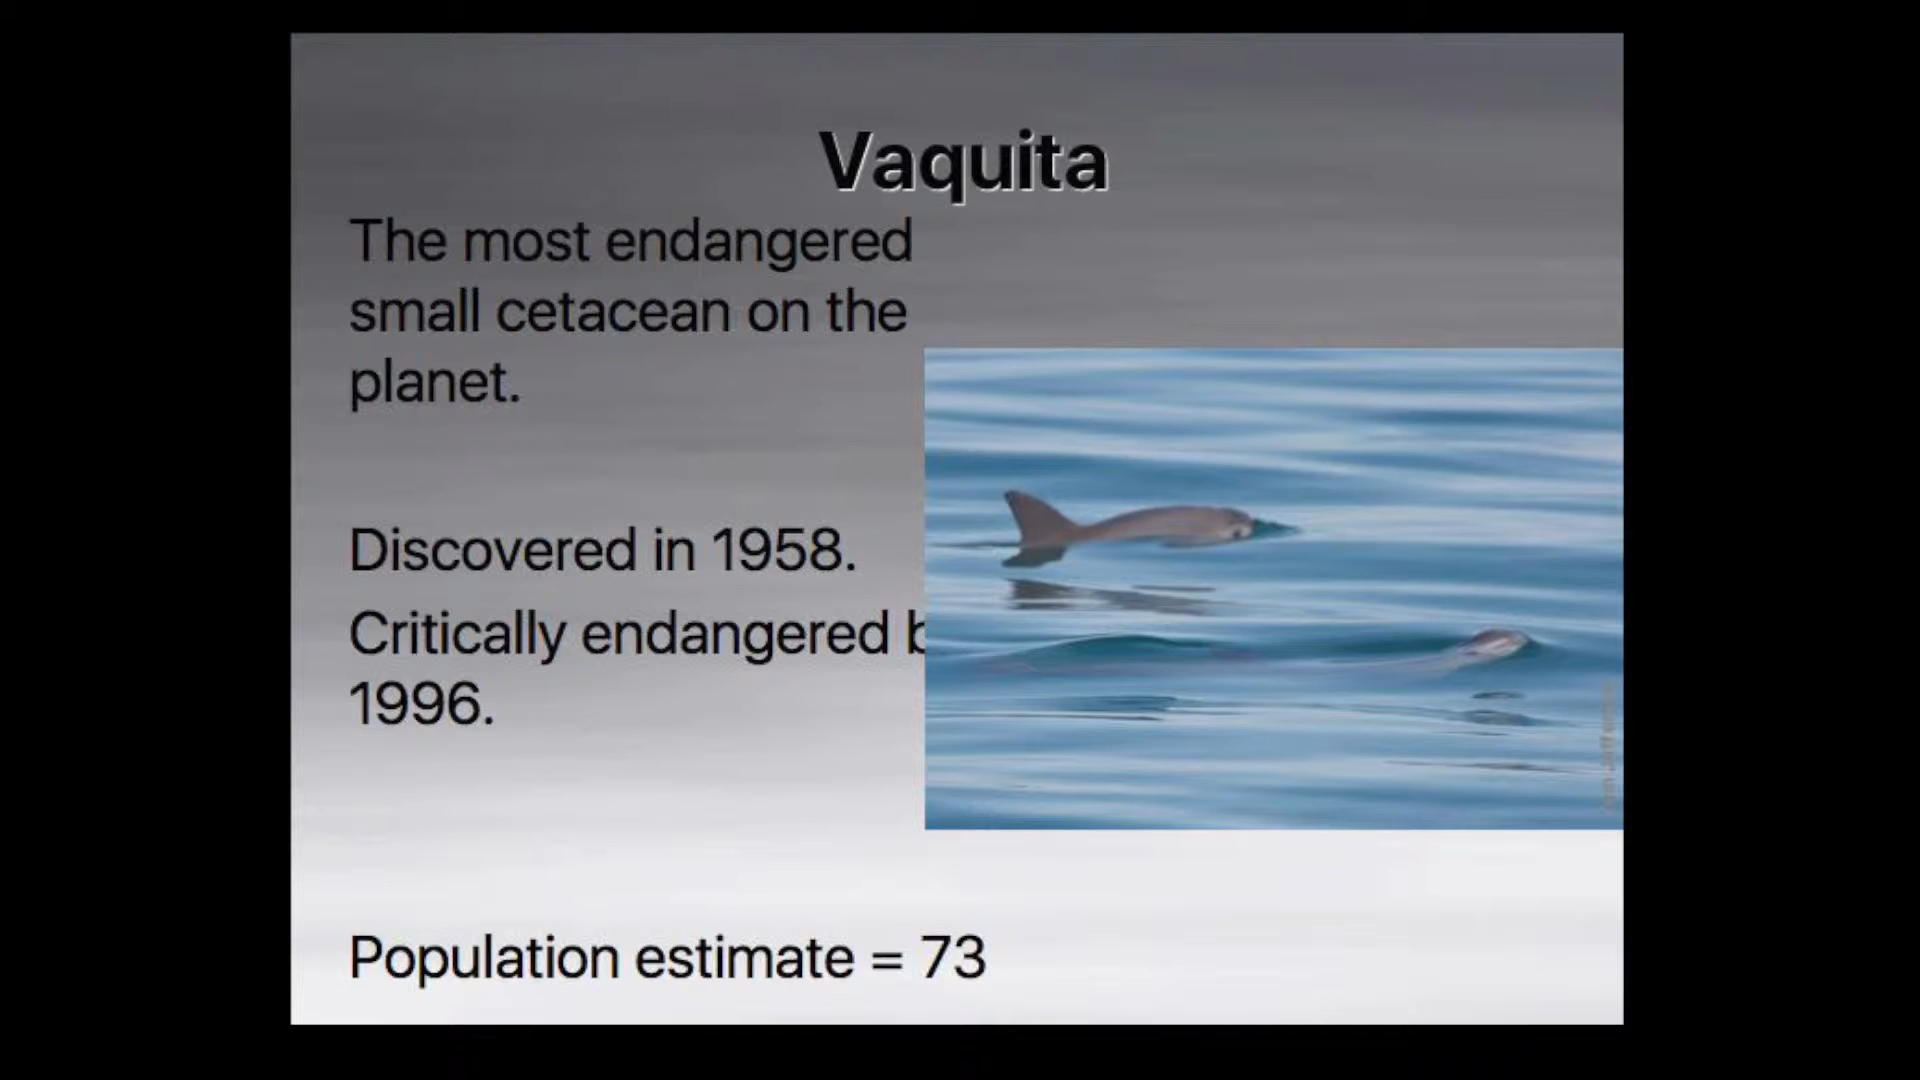 Vaquita
The most endangered
small cetacean on the
planet.
Discovered in 1958.
Critically endangered
1996.
Population estimate = 73